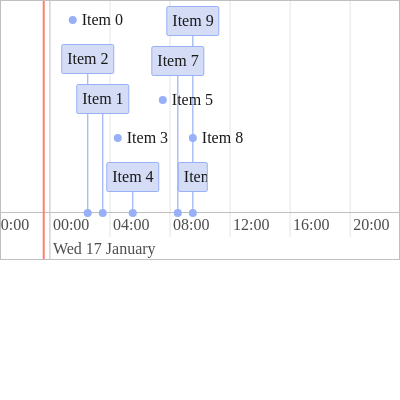 Item 0
Item 9
Item 2
Item 7
Item 1
Item 5
Item 3
Item 8
Item 4
Iten
0:00
00:00
04:00
08:00
12:00
16:00
20:00
Wed 17 January